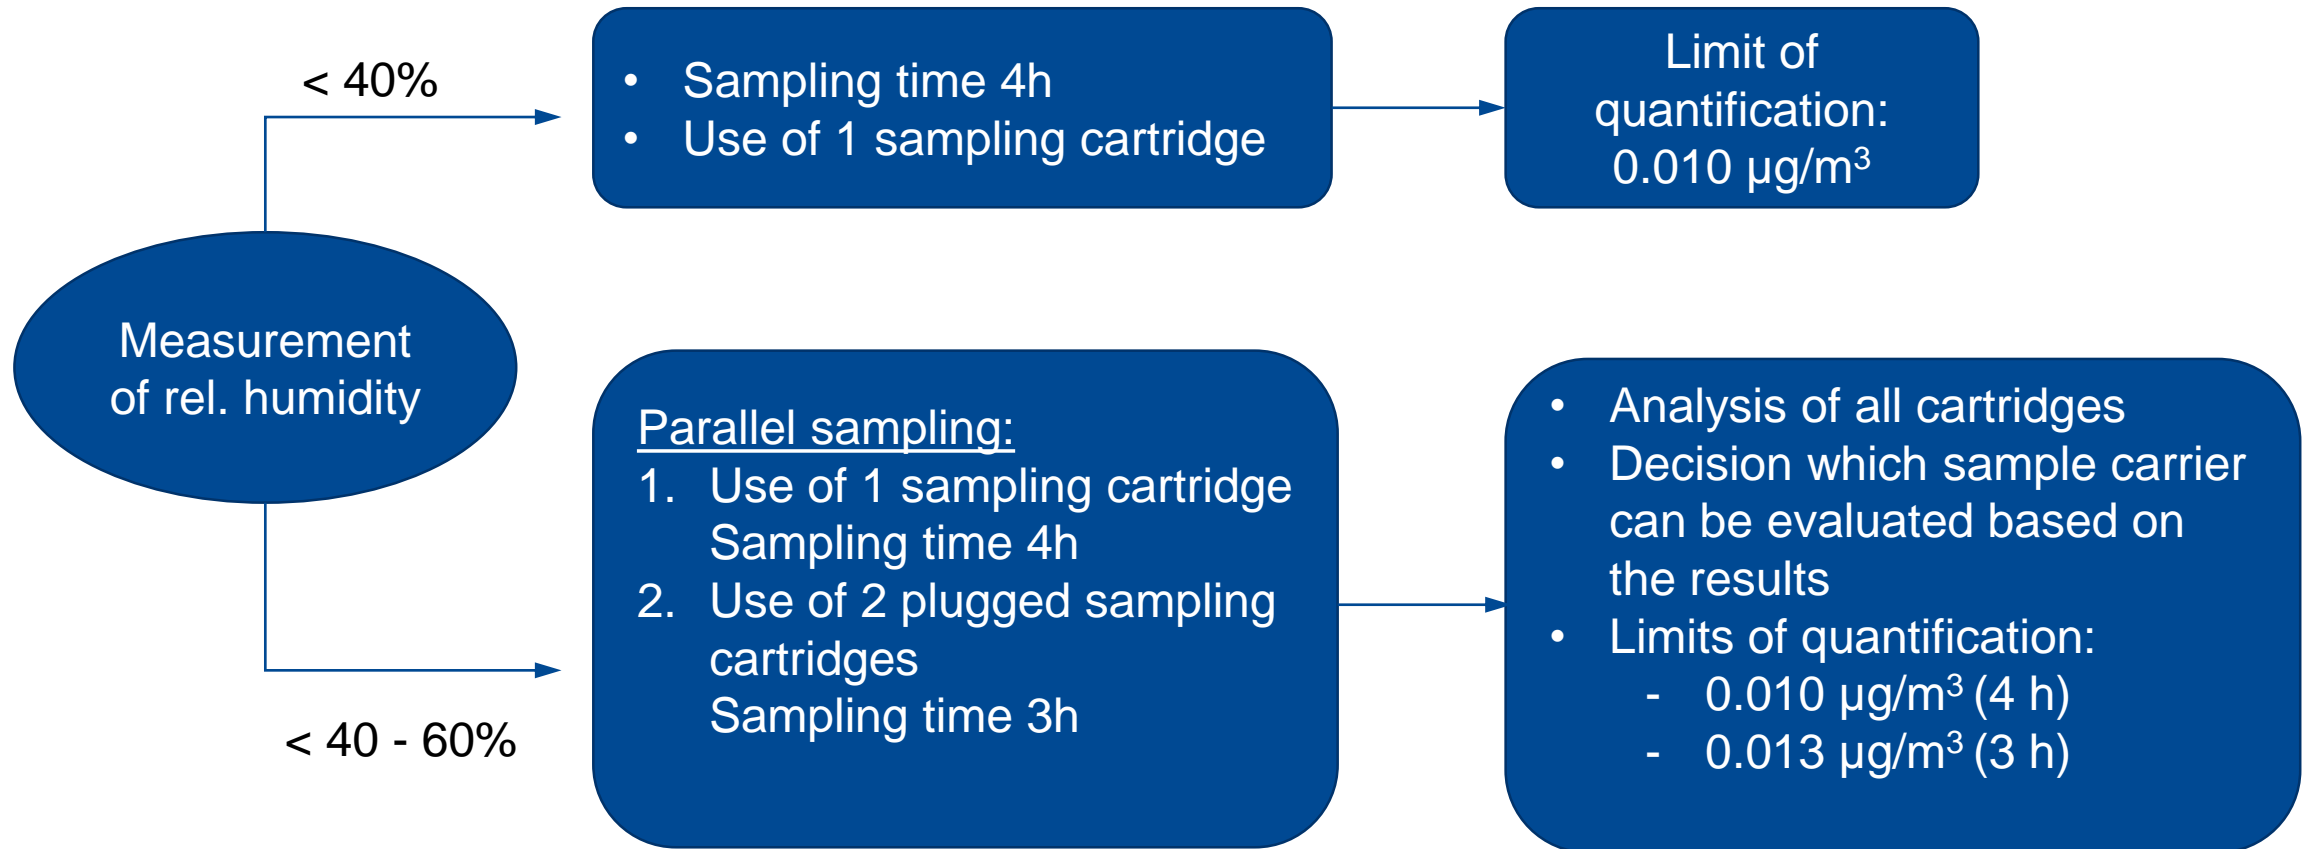 < 40%
• Sampling time 4h
• Use of 1 sampling cartridge
Limit of
quantification:
0.010 µg/m³
Measurement
of rel. humidity
< 40 - 60%
Parallel sampling:
1. Use of 1 sampling cartridge
Sampling time 4h
2. Use of 2 plugged sampling
cartridges
Sampling time 3h
• Analysis of all cartridges
• Decision which sample carrier
can be evaluated based on
the results
• Limits of quantification:
- 0.010 µg/m³ (4 h)
- 0.013 µg/m³ (3 h)